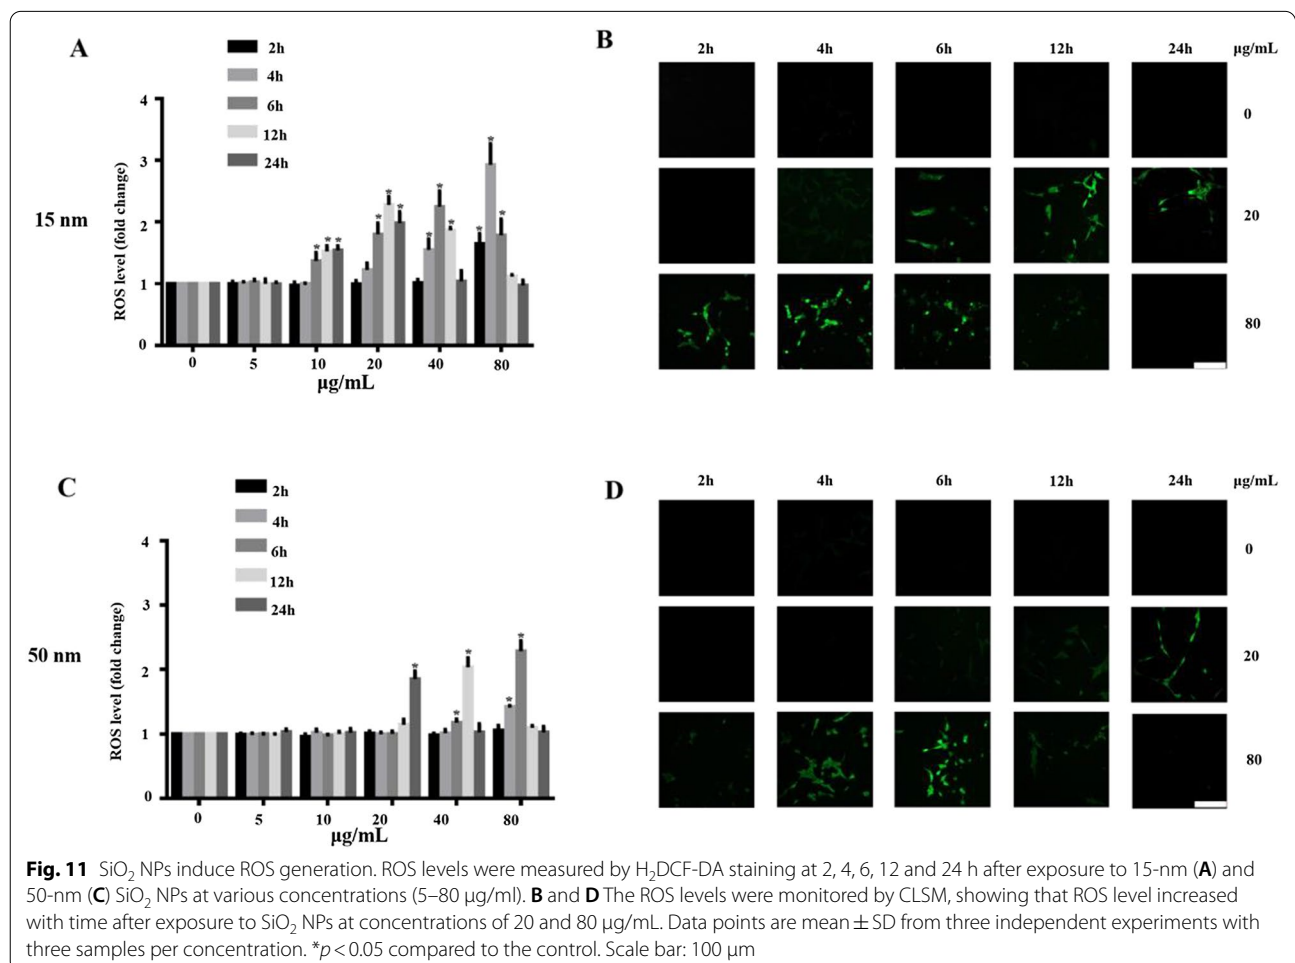 A
2h
4h
6h
12h
24h
15 nm
ROS level (fold change)
4
3
2
1
0
* * * * * * * * * * * * *
0 5 10 20 40 80
µg/mL
B
2h 4h 6h 12h 24h µg/mL
0
20
80
C
2h
4h
6h
12h
24h
50 nm
ROS level (fold change)
4
3
2
1
0
* * * * *
0 5 10 20 40 80
µg/mL
D
2h 4h 6h 12h 24h µg/mL
0
20
80
Fig. 11 SiO₂ NPs induce ROS generation. ROS levels were measured by H₂DCF-DA staining at 2, 4, 6, 12 and 24 h after exposure to 15-nm (A) and
50-nm (C) SiO₂ NPs at various concentrations (5–80 µg/ml). B and D The ROS levels were monitored by CLSM, showing that ROS level increased
with time after exposure to SiO₂ NPs at concentrations of 20 and 80 µg/mL. Data points are mean ± SD from three independent experiments with
three samples per concentration. *p < 0.05 compared to the control. Scale bar: 100 µm